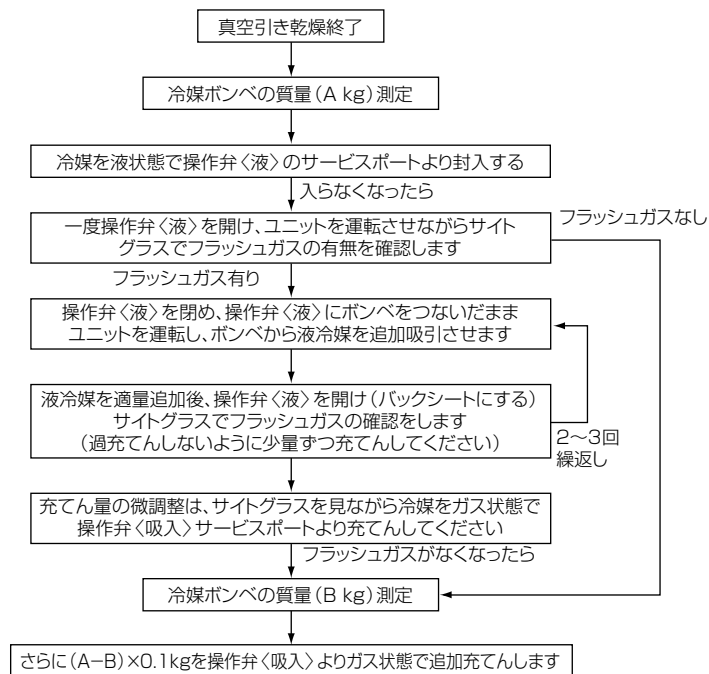 真空引き乾燥終了
冷媒ボンベの質量(A kg)測定
冷媒を液状態で操作弁〈液〉のサービスポートより封入する
入らなくなったら
一度操作弁〈液〉を開け、ユニットを運転させながらサイト
グラスでフラッシュガスの有無を確認します
フラッシュガスなし
フラッシュガス有り
操作弁〈液〉を閉め、操作弁〈液〉にボンベをつないだまま
ユニットを運転し、ボンベから液冷媒を追加吸引させます
液冷媒を適量追加後、操作弁〈液〉を開け(バックシートにする)
サイトグラスでフラッシュガスの確認をします
(過充てんしないように少量ずつ充てんしてください)
2〜3回
繰返し
充てん量の微調整は、サイトグラスを見ながら冷媒をガス状態で
操作弁〈吸入〉サービスポートより充てんしてください
フラッシュガスがなくなったら
冷媒ボンベの質量(B kg)測定
さらに(A−B)×0.1kgを操作弁〈吸入〉よりガス状態で追加充てんします